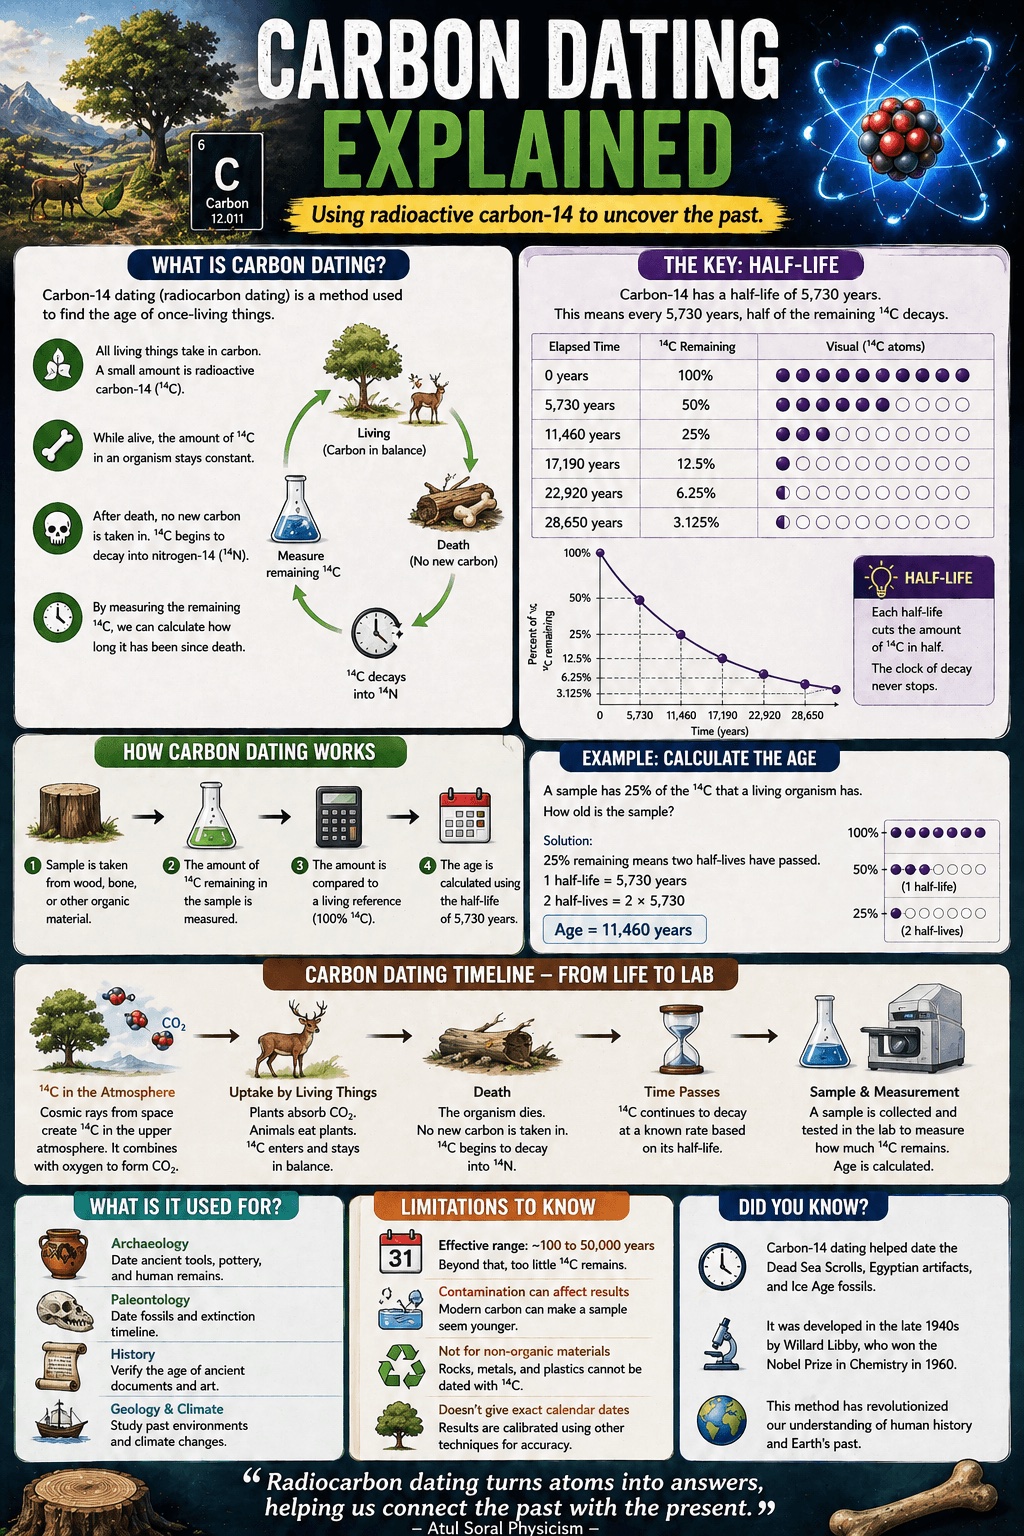 CARBON DATING
EXPLAINED
6
C
Carbon
12.011
Using radioactive carbon-14 to uncover the past.
WHAT IS CARBON DATING?
Carbon-14 dating (radiocarbon dating) is a method used
to find the age of once-living things.
All living things take in carbon.
A small amount is radioactive
carbon-14 (¹⁴C).
While alive, the amount of ¹⁴C
in an organism stays constant.
After death, no new carbon
is taken in. ¹⁴C begins to
decay into nitrogen-14 (¹⁴N).
By measuring the remaining
¹⁴C, we can calculate how
long it has been since death.
Living
(Carbon in balance)
Death
(No new carbon)
¹⁴C decays
into ¹⁴N
Measure
remaining ¹⁴C
THE KEY: HALF-LIFE
Carbon-14 has a half-life of 5,730 years.
This means every 5,730 years, half of the remaining ¹⁴C decays.
Elapsed Time ¹⁴C Remaining Visual (¹⁴C atoms)
0 years 100%
5,730 years 50%
11,460 years 25%
17,190 years 12.5%
22,920 years 6.25%
28,650 years 3.125%
Percent of ¹⁴C
¹⁴C remaining
100%
50%
25%
12.5%
6.25%
3.125%
0 5,730 11,460 17,190 22,920 28,650
Time (years)
HALF-LIFE
Each half-life
cuts the amount
of ¹⁴C in half.
The clock of decay
never stops.
HOW CARBON DATING WORKS
1 Sample is taken
from wood, bone,
or other organic
material.
2 The amount of
¹⁴C remaining in
the sample is
measured.
3 The amount is
compared to
a living reference
(100% ¹⁴C).
4 The age is
calculated using
the half-life
of 5,730 years.
EXAMPLE: CALCULATE THE AGE
A sample has 25% of the ¹⁴C that a living organism has.
How old is the sample?
Solution:
25% remaining means two half-lives have passed.
1 half-life = 5,730 years
2 half-lives = 2 × 5,730
Age = 11,460 years
100%
50%
(1 half-life)
25%
(2 half-lives)
CARBON DATING TIMELINE – FROM LIFE TO LAB
CO₂
¹⁴C in the Atmosphere
Cosmic rays from space
create ¹⁴C in the upper
atmosphere. It combines
with oxygen to form CO₂.
Uptake by Living Things
Plants absorb CO₂.
Animals eat plants.
¹⁴C enters and stays
in balance.
Death
The organism dies.
No new carbon is taken in.
¹⁴C begins to decay
into ¹⁴N.
Time Passes
¹⁴C continues to decay
at a known rate based
on its half-life.
Sample & Measurement
A sample is collected and
tested in the lab to measure
how much ¹⁴C remains.
Age is calculated.
WHAT IS IT USED FOR?
Archaeology
Date ancient tools, pottery,
and human remains.
Paleontology
Date fossils and extinction
timeline.
History
Verify the age of ancient
documents and art.
Geology & Climate
Study past environments
and climate changes.
LIMITATIONS TO KNOW
31
Effective range: ~100 to 50,000 years
Beyond that, too little ¹⁴C remains.
Contamination can affect results
Modern carbon can make a sample
seem younger.
Not for non-organic materials
Rocks, metals, and plastics cannot be
dated with ¹⁴C.
Doesn't give exact calendar dates
Results are calibrated using other
techniques for accuracy.
DID YOU KNOW?
Carbon-14 dating helped date the
Dead Sea Scrolls, Egyptian artifacts,
and Ice Age fossils.
It was developed in the late 1940s
by Willard Libby, who won the
Nobel Prize in Chemistry in 1960.
This method has revolutionized
our understanding of human history
and Earth's past.
“Radiocarbon dating turns atoms into answers,
helping us connect the past with the present.”
– Atul Soral Physicism –